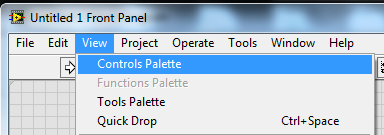 Untitled 1 Front Panel
File Edit View Project Operate Tools Window Help
Controls Palette
Functions Palette
Tools Palette
Quick Drop Ctrl+Space